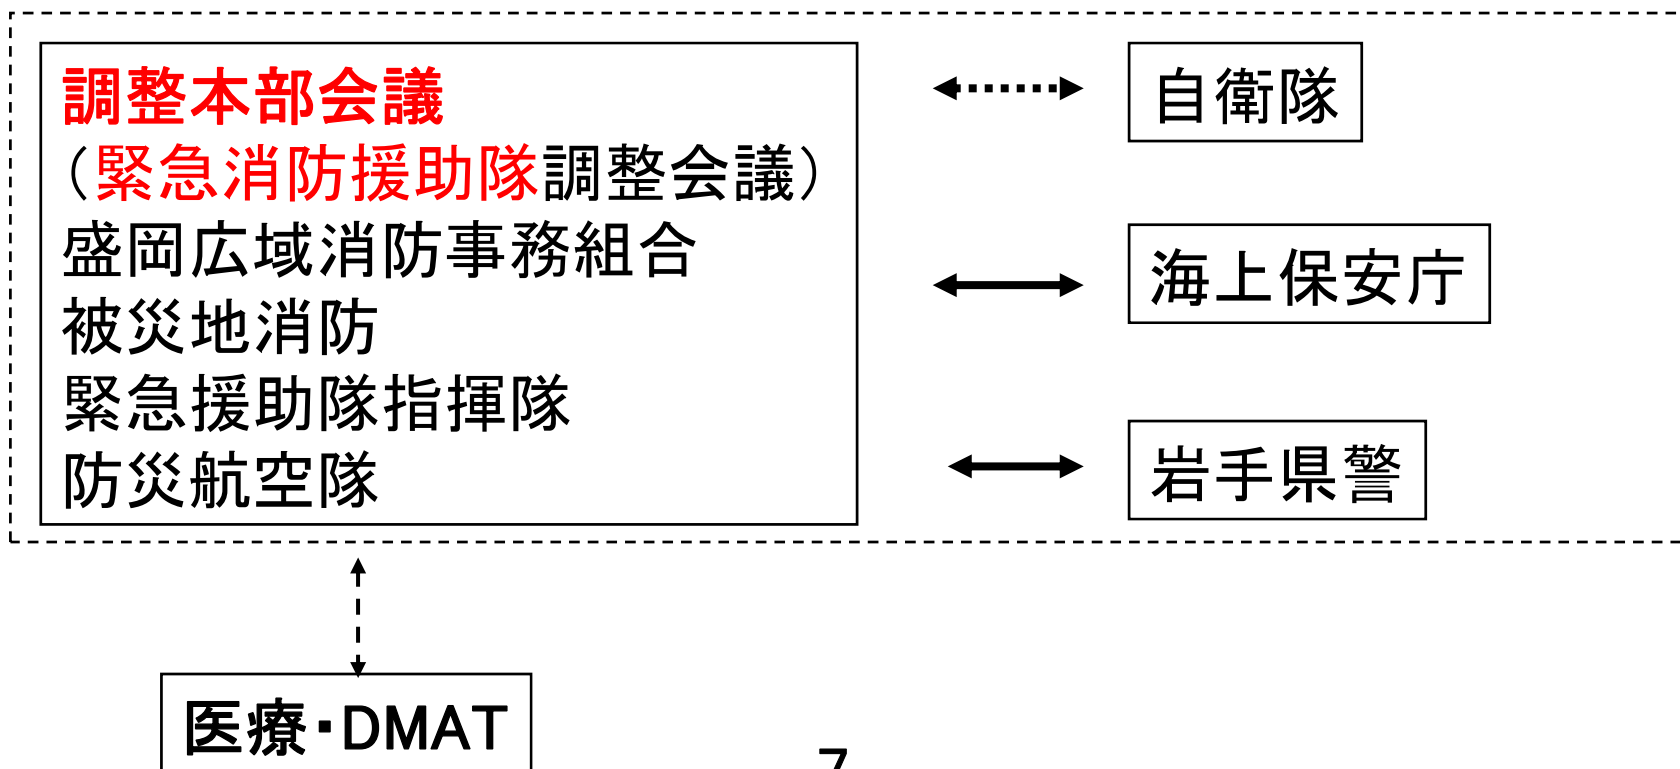 調整本部会議
（緊急消防援助隊調整会議）
盛岡広域消防事務組合
被災地消防
緊急援助隊指揮隊
防災航空隊
自衛隊
海上保安庁
岩手県警
医療・DMAT
7